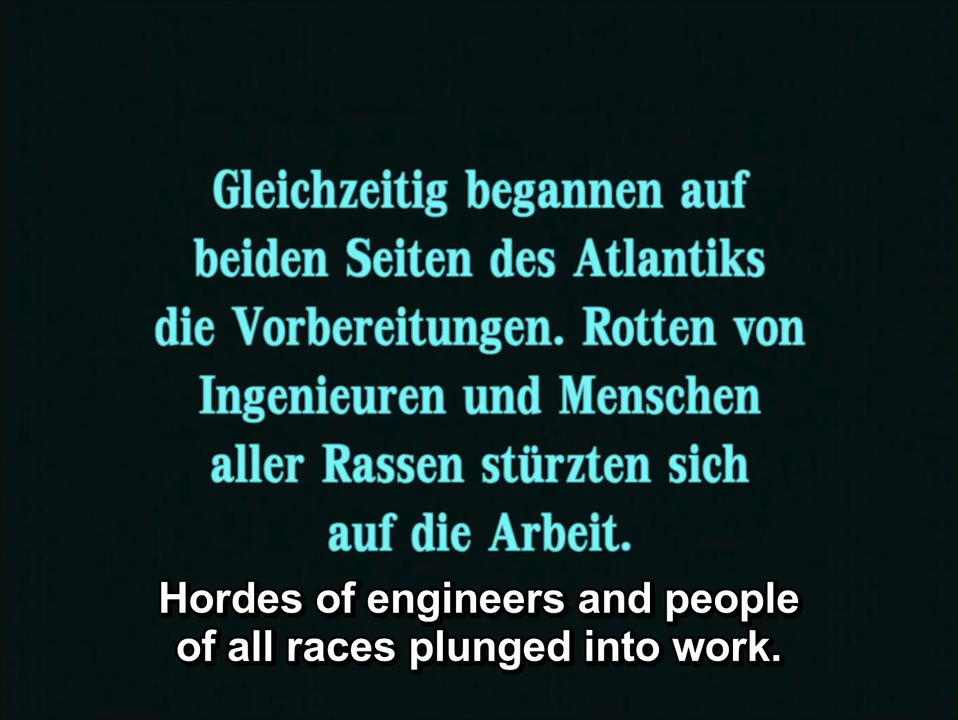 Gleichzeitig begannen auf
beiden Seiten des Atlantiks
die Vorbereitungen. Rotten von
Ingenieuren und Menschen
aller Rassen stürzten sich
auf die Arbeit.
Hordes of engineers and people
of all races plunged into work.